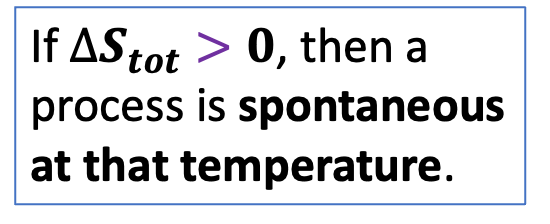 If ΔS_tot > 0, then a
process is spontaneous
at that temperature.